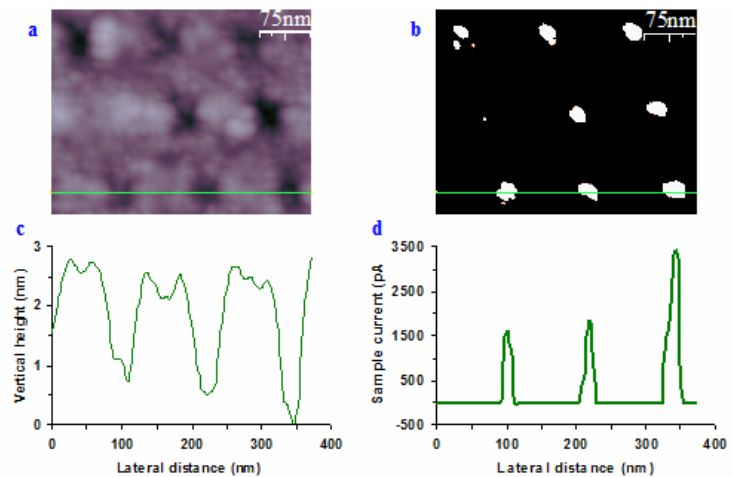 a
75nm
b
75nm
c
3
2
1
0
Vertical height (nm)
0
100
200
300
400
Lateral distance (nm)
d
3500
2500
1500
500
-500
Sample current (pA
0
100
200
300
400
Lateral distance (nm)